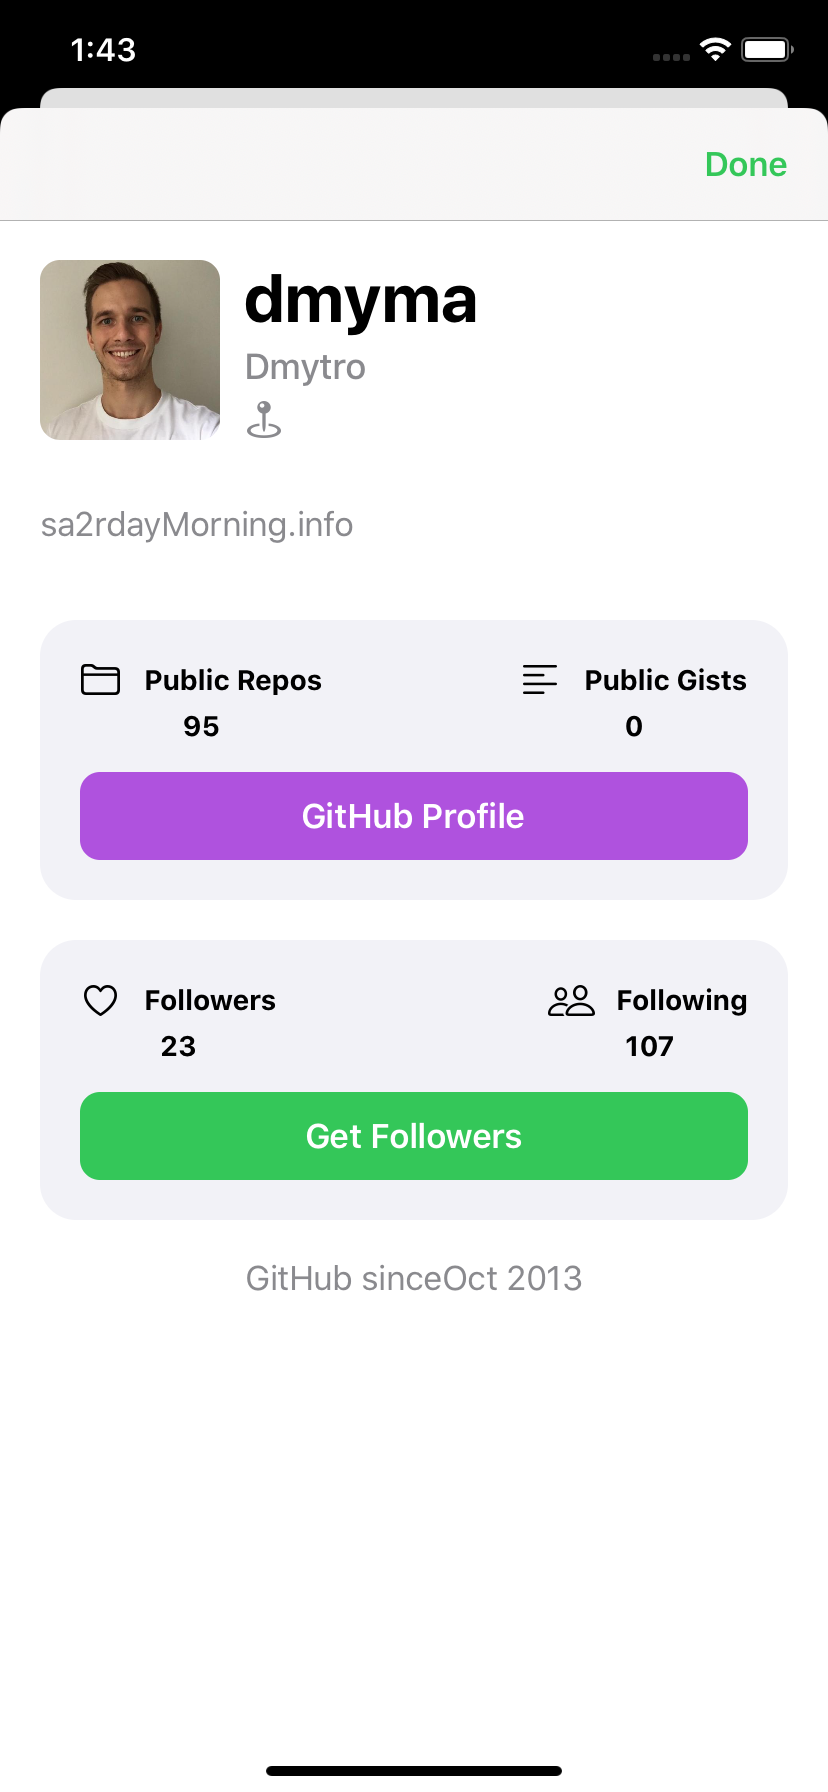 1:43
Done
dmyma
Dmytro
sa2rdayMorning.info
Public Repos
95
Public Gists
0
GitHub Profile
Followers
23
Following
107
Get Followers
GitHub sinceOct 2013